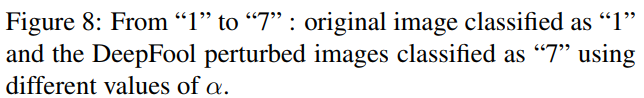 Figure 8: From “1” to “7” : original image classified as “1”
and the DeepFool perturbed images classified as “7” using
different values of α.